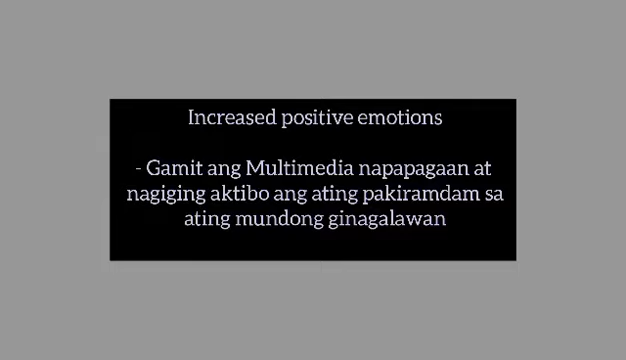 Increased positive emotions
- Gamit ang Multimedia napapagaan at
nagiging aktibo ang ating pakiramdam sa
ating mundong ginagalawan